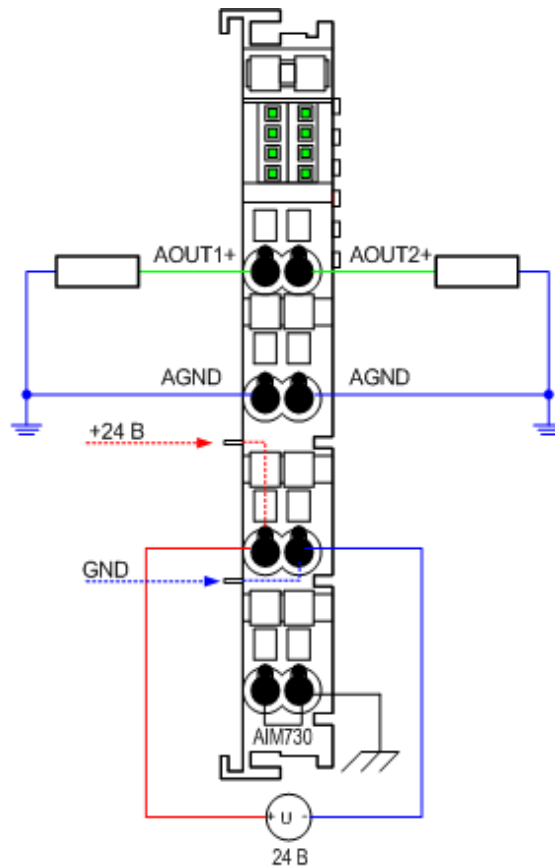 AOUT1+ AOUT2+
AGND AGND
+24 В
GND
AIM730
+ U -
24 В